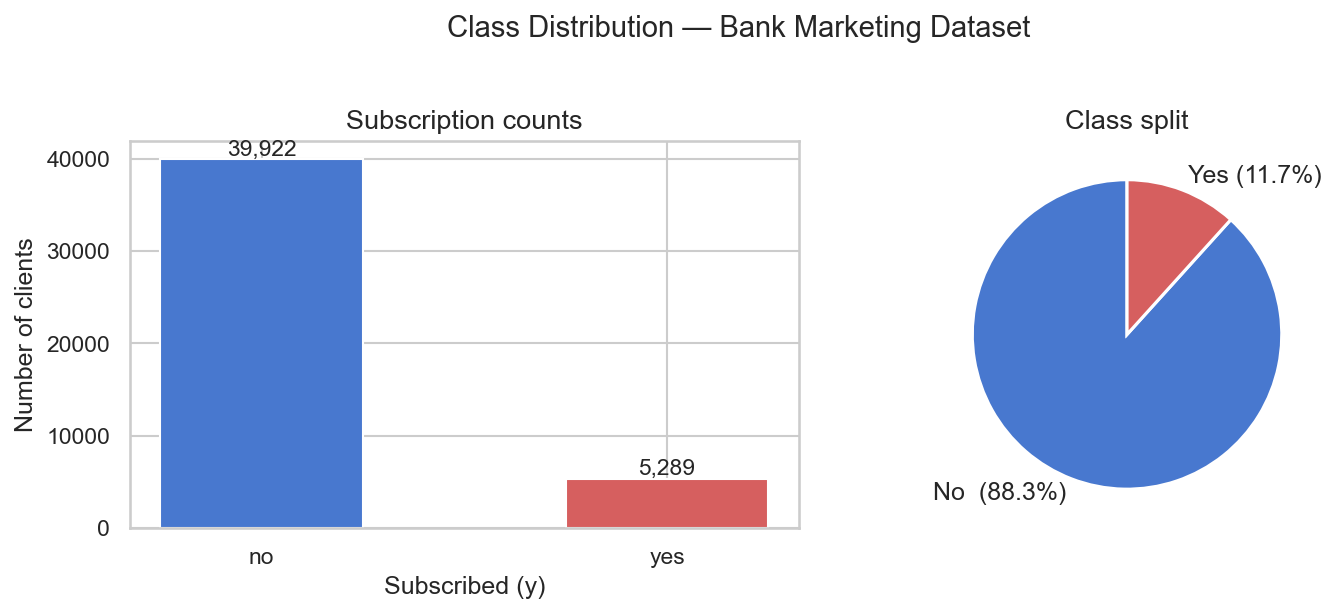 Class Distribution — Bank Marketing Dataset
Subscription counts
39,922
40000
30000
20000
10000
0
5,289
Number of clients
no
yes
Subscribed (y)
Class split
Yes (11.7%)
No  (88.3%)